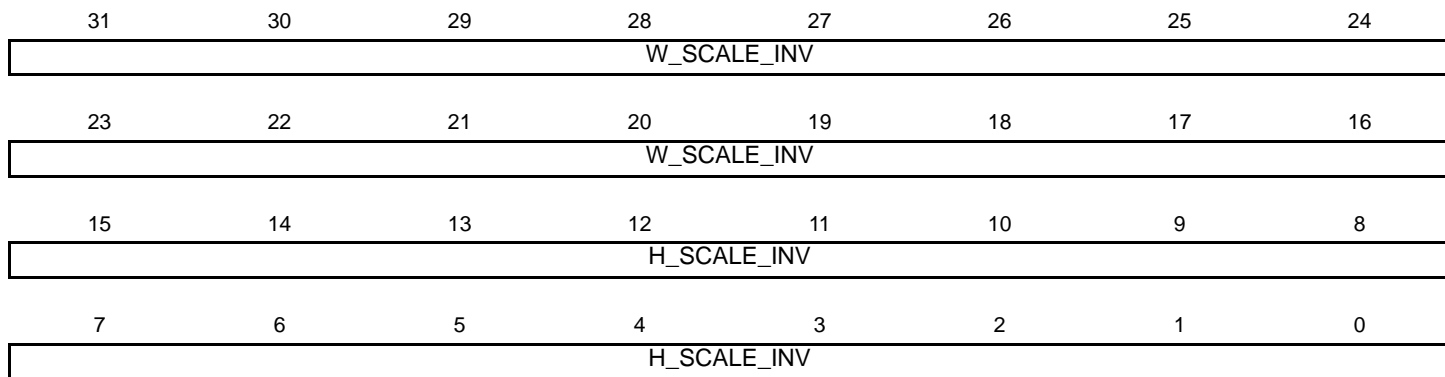 31 30 29 28 27 26 25 24
W_SCALE_INV
23 22 21 20 19 18 17 16
W_SCALE_INV
15 14 13 12 11 10 9 8
H_SCALE_INV
7 6 5 4 3 2 1 0
H_SCALE_INV